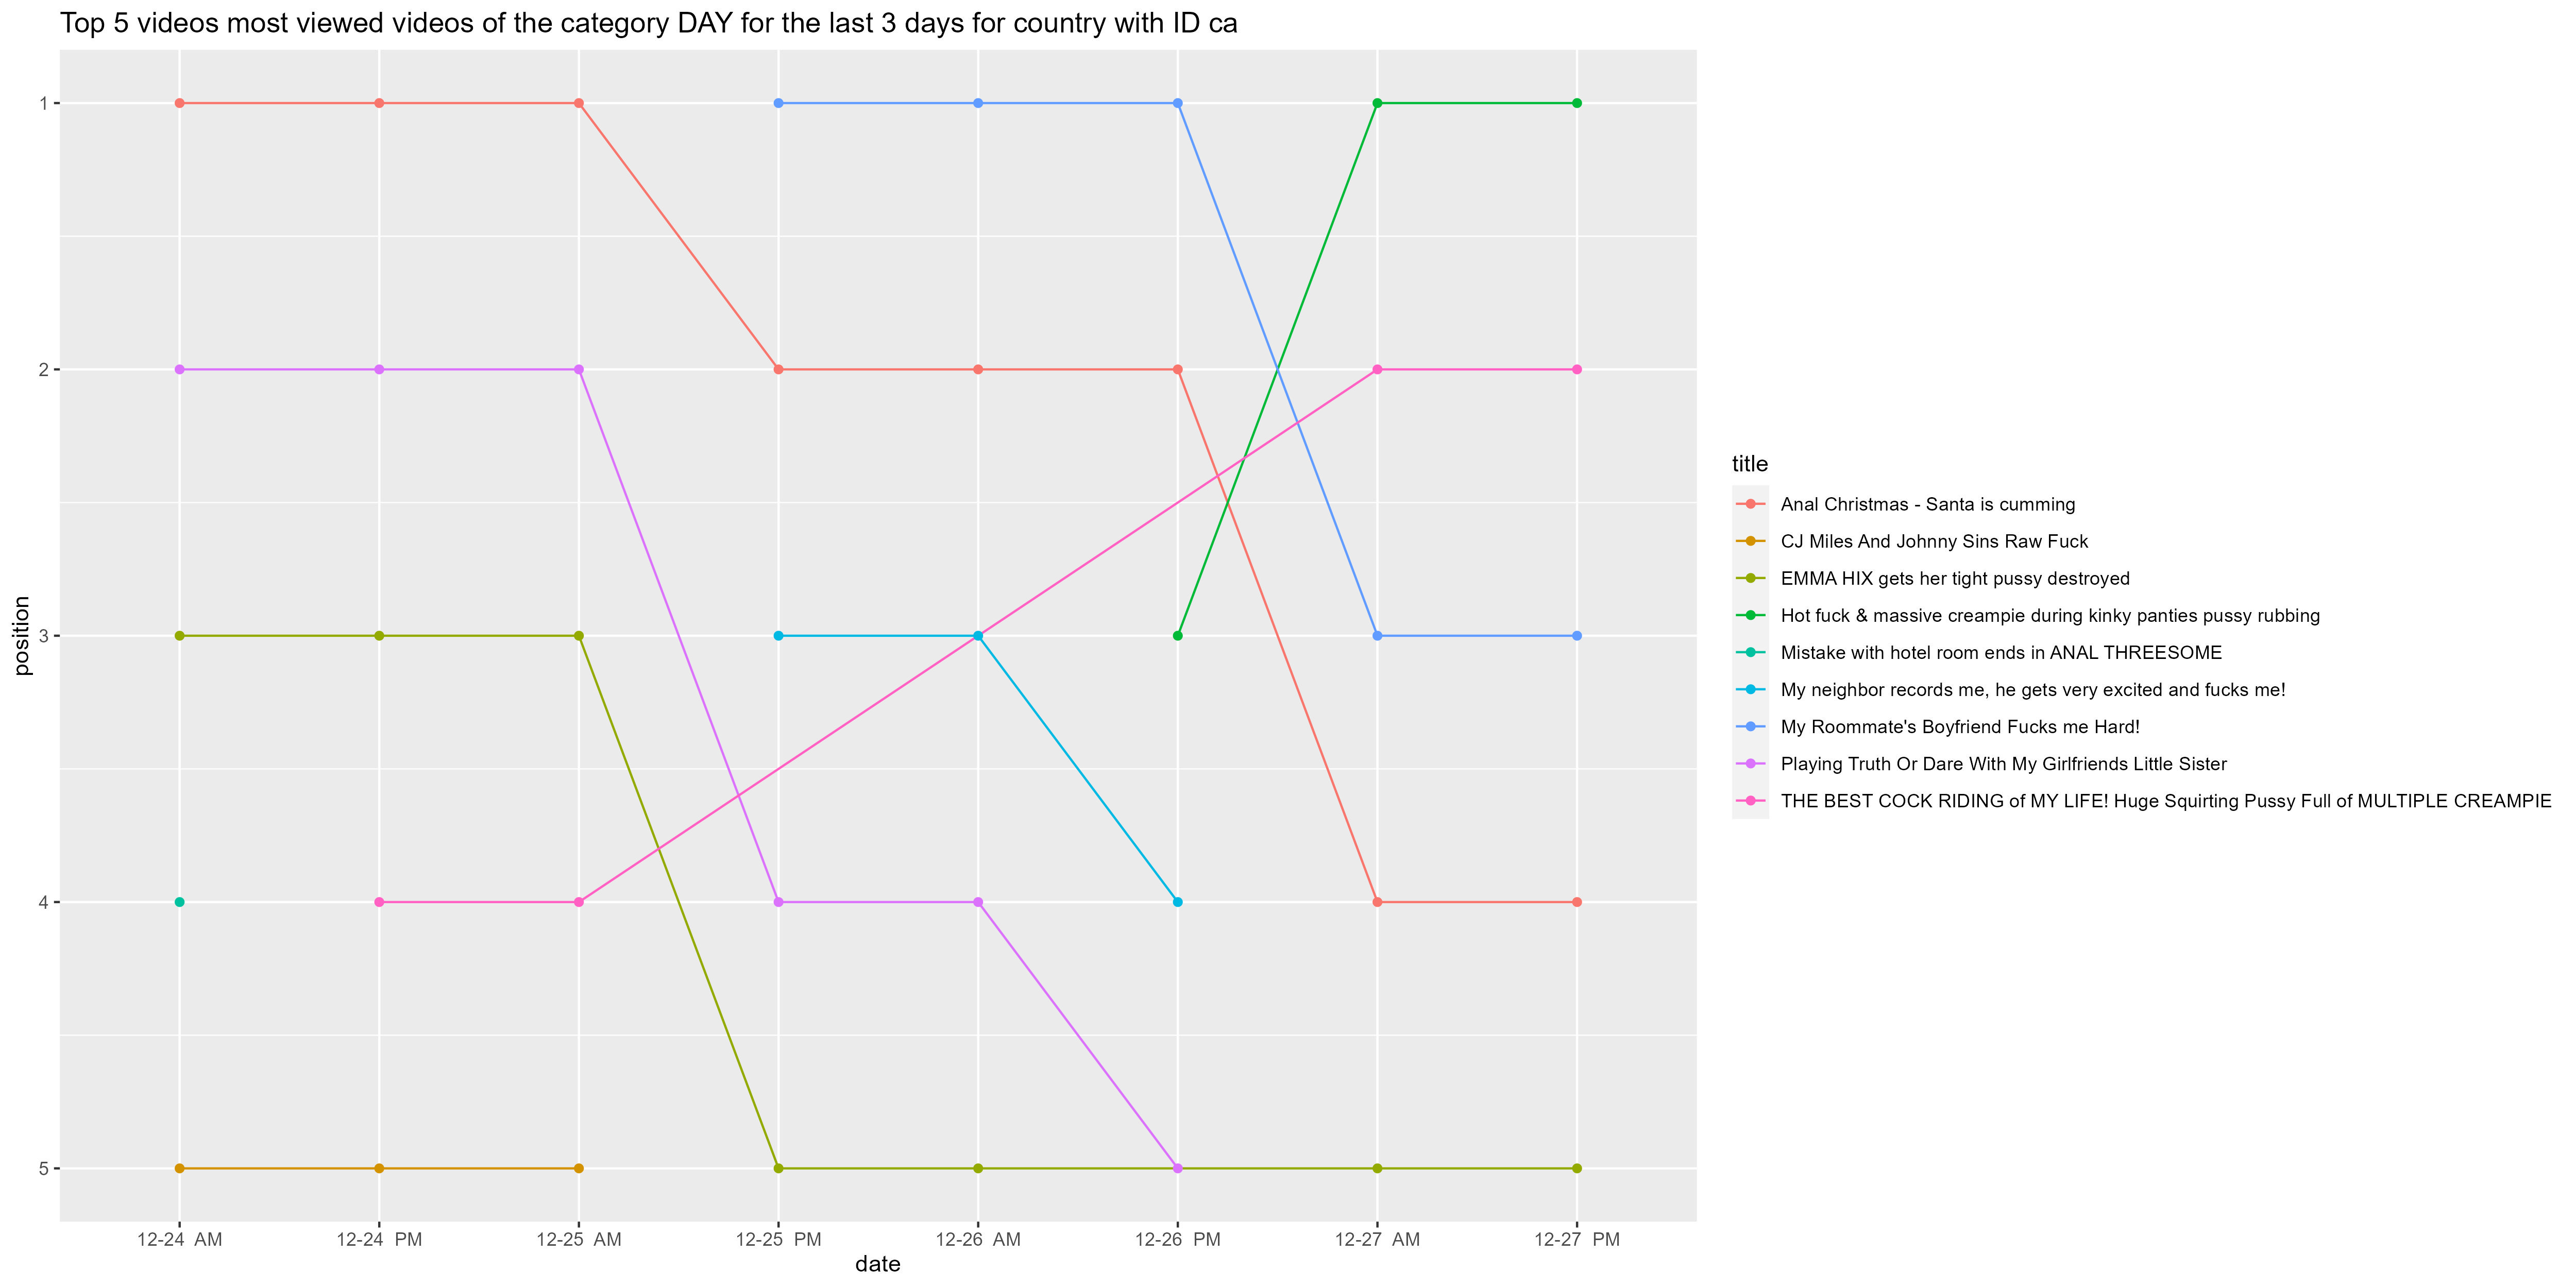 Top 5 videos most viewed videos of the category DAY for the last 3 days for country with ID ca
position
1
2
3
4
5
12-24 AM
12-24 PM
12-25 AM
12-25 PM
12-26 AM
12-26 PM
12-27 AM
12-27 PM
date
title
Anal Christmas - Santa is cumming
CJ Miles And Johnny Sins Raw Fuck
EMMA HIX gets her tight pussy destroyed
Hot fuck & massive creampie during kinky panties pussy rubbing
Mistake with hotel room ends in ANAL THREESOME
My neighbor records me, he gets very excited and fucks me!
My Roommate's Boyfriend Fucks me Hard!
Playing Truth Or Dare With My Girlfriends Little Sister
THE BEST COCK RIDING of MY LIFE! Huge Squirting Pussy Full of MULTIPLE CREAMPIE